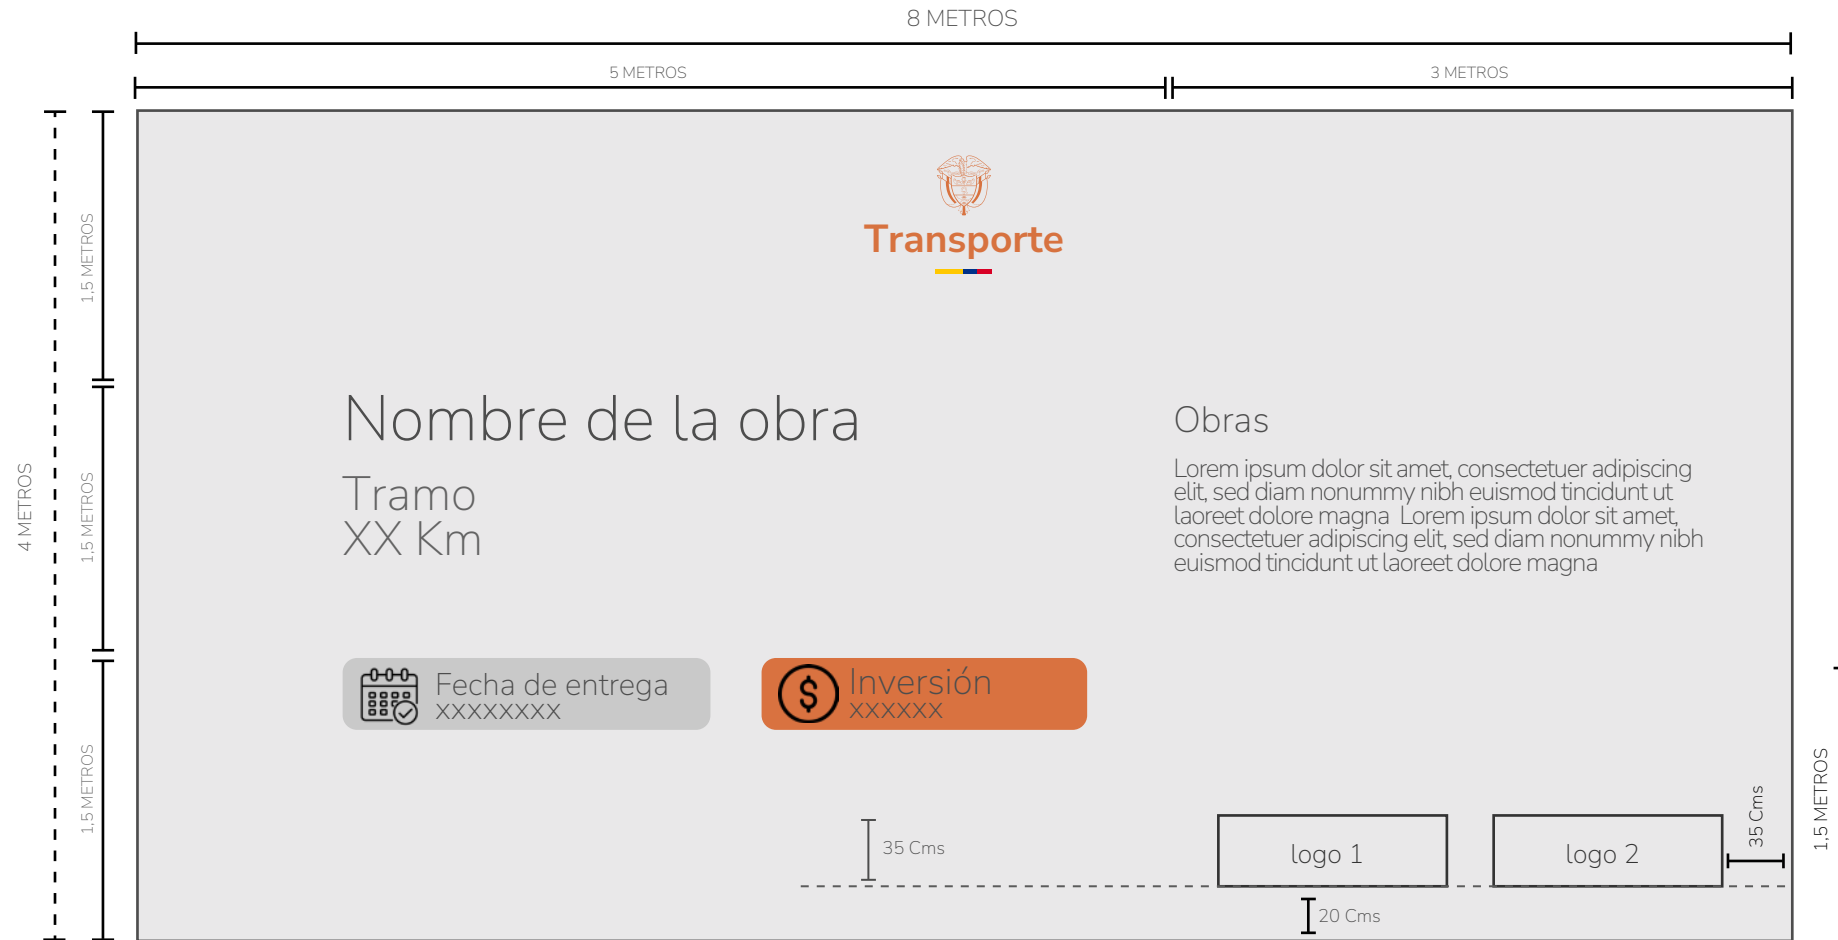 8 METROS
5 METROS
3 METROS
4 METROS
1,5 METROS
1,5 METROS
1,5 METROS
Transporte
Nombre de la obra
Tramo
XX Km
Obras
Lorem ipsum dolor sit amet, consectetuer adipiscing
elit, sed diam nonummy nibh euismod tincidunt ut
laoreet dolore magna Lorem ipsum dolor sit amet,
consectetuer adipiscing elit, sed diam nonummy nibh
euismod tincidunt ut laoreet dolore magna
Fecha de entrega
XXXXXXXX
$
Inversión
XXXXXX
35 Cms
logo 1
logo 2
35 Cms
1,5 METROS
20 Cms